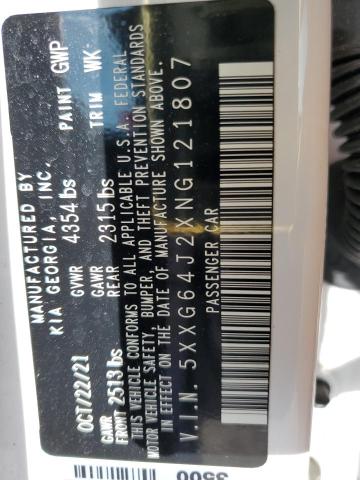 MANUFACTURED BY
KIA GEORGIA, INC.
OCT/22/21 GVWR 4354 lbs PAINT GWP
GAWR FRONT 2513 lbs GAWR REAR 2315 lbs TRIM WK
THIS VEHICLE CONFORMS TO ALL APPLICABLE U.S.A. FEDERAL
MOTOR VEHICLE SAFETY, BUMPER, AND THEFT PREVENTION STANDARDS
IN EFFECT ON THE DATE OF MANUFACTURE SHOWN ABOVE.
V.I.N. 5XXG64J2XNG121807
PASSENGER CAR
3500